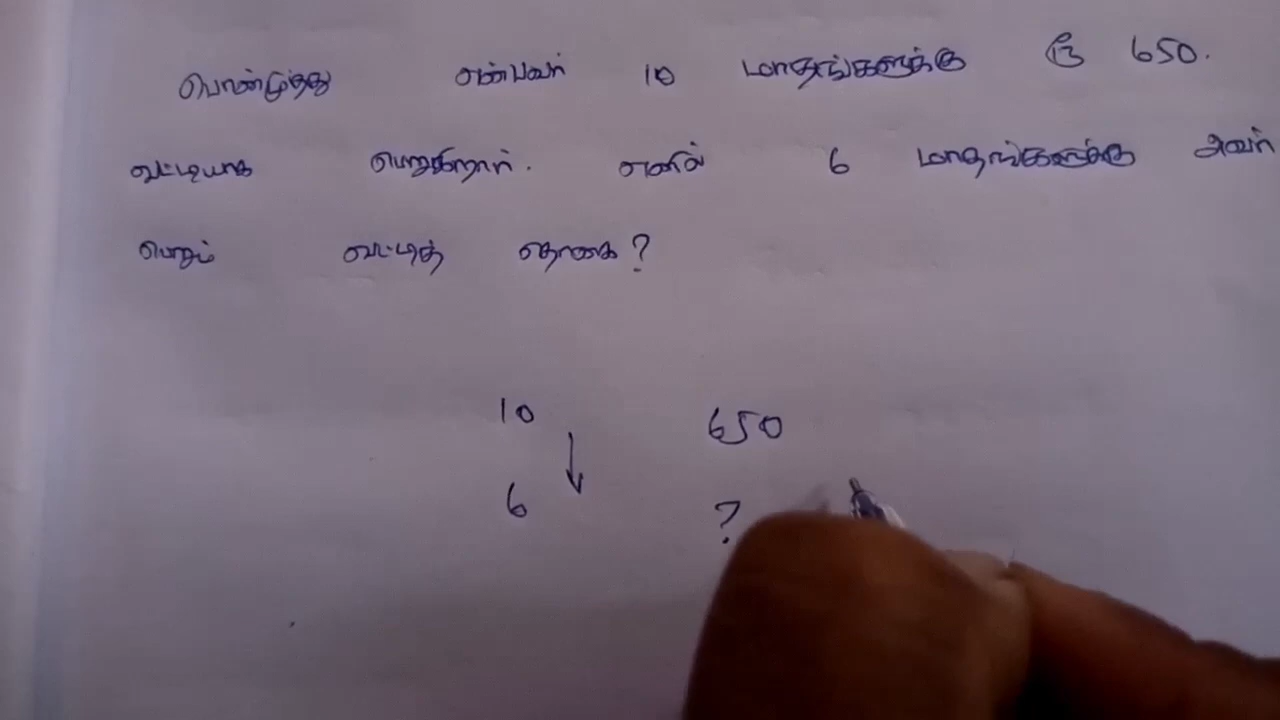 பொன்முத்து என்பவர் 10 மாதங்களுக்கு ரூ 650.
வட்டியாக பெறுகிறார். எனில் 6 மாதங்களுக்கு அவர்
பெறும் வட்டித் தொகை?
10 650
6 ?